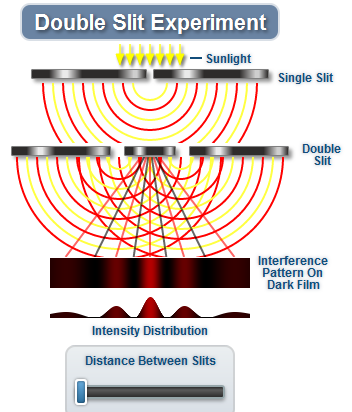 Double Slit Experiment
Sunlight
Single Slit
Double
Slit
Interference
Pattern On
Dark Film
Intensity Distribution
Distance Between Slits